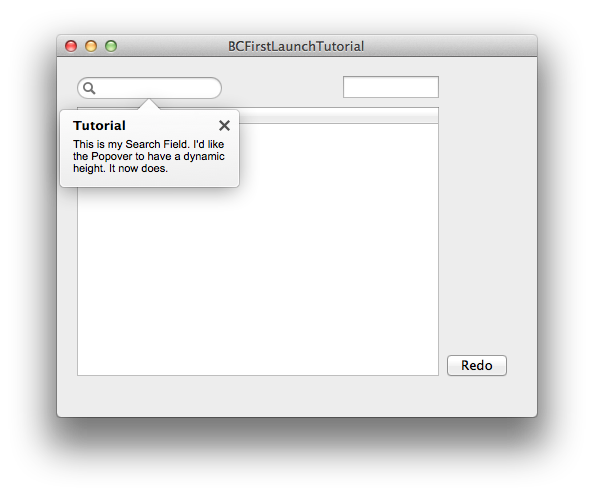 BCFirstLaunchTutorial
Tutorial
This is my Search Field. I'd like
the Popover to have a dynamic
height. It now does.
Redo